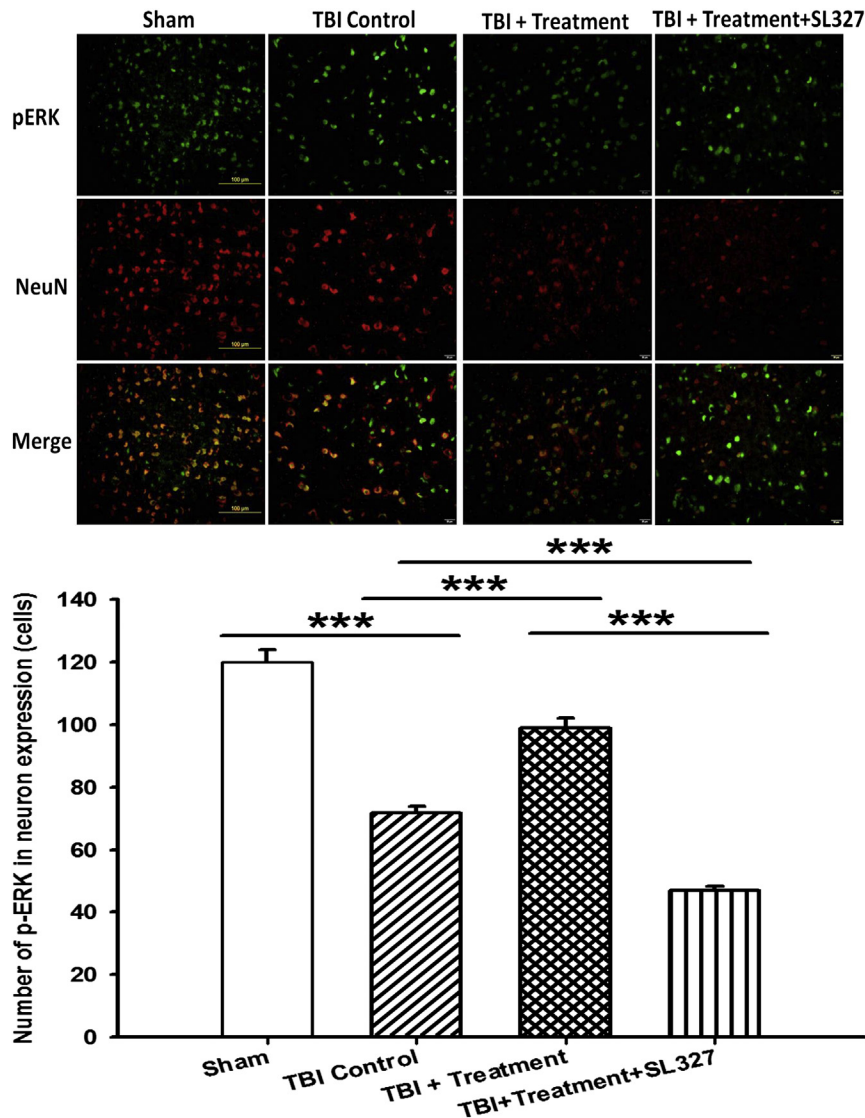 Sham TBI Control TBI + Treatment TBI + Treatment+SL327
pERK
100 µm
NeuN
100 µm
Merge
100 µm
***
***
*** ***
Number of p-ERK in neuron expression (cells)
140
120
100
80
60
40
20
0
Sham
TBI Control
TBI + Treatment
TBI+Treatment+SL327